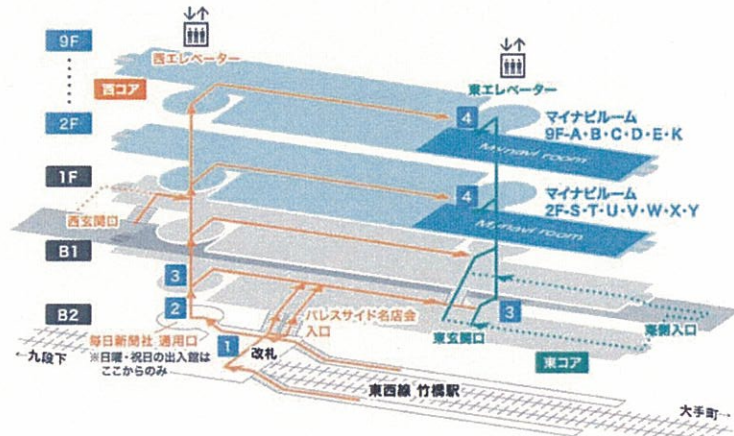 9F
西エレベーター
西コア
東エレベーター
2F
4
マイナビルーム
9F-A・B・C・D・E・K
Mynavi room
1F
4
マイナビルーム
2F-S・T・U・V・W・X・Y
Mynavi room
西玄関口
B1
3
B2
2
パレスサイド名店会
入口
3
東玄関口
東側入口
毎日新聞社 通用口
※日曜・祝日の出入館は
ここからのみ
1
改札
東コア
←九段下
東西線 竹橋駅
大手町→